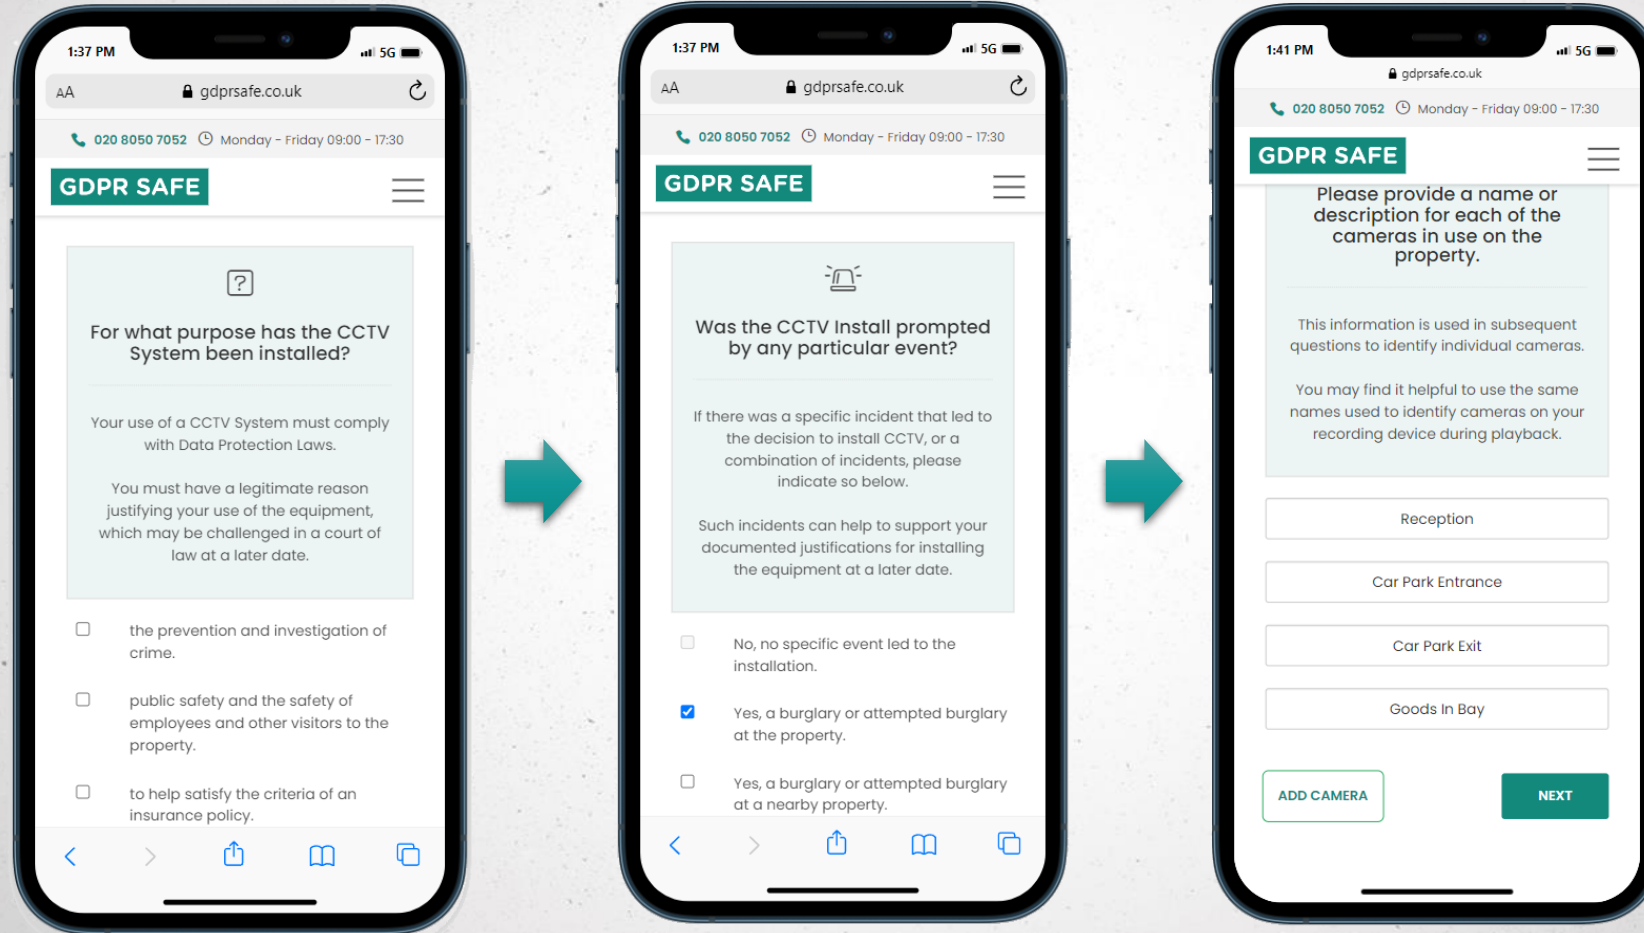 1:37 PM
5G
AA
gdprsafe.co.uk
020 8050 7052
Monday - Friday 09:00 - 17:30
GDPR SAFE
?
For what purpose has the CCTV
System been installed?
Your use of a CCTV System must comply
with Data Protection Laws.
You must have a legitimate reason
justifying your use of the equipment,
which may be challenged in a court of
law at a later date.
the prevention and investigation of
crime.
public safety and the safety of
employees and other visitors to the
property.
to help satisfy the criteria of an
insurance policy.
1:37 PM
5G
AA
gdprsafe.co.uk
020 8050 7052
Monday - Friday 09:00 - 17:30
GDPR SAFE
Was the CCTV Install prompted
by any particular event?
If there was a specific incident that led to
the decision to install CCTV, or a
combination of incidents, please
indicate so below.
Such incidents can help to support your
documented justifications for installing
the equipment at a later date.
No, no specific event led to the
installation.
Yes, a burglary or attempted burglary
at the property.
Yes, a burglary or attempted burglary
at a nearby property.
1:41 PM
5G
gdprsafe.co.uk
020 8050 7052
Monday - Friday 09:00 - 17:30
GDPR SAFE
Please provide a name or
description for each of the
cameras in use on the
property.
This information is used in subsequent
questions to identify individual cameras.
You may find it helpful to use the same
names used to identify cameras on your
recording device during playback.
Reception
Car Park Entrance
Car Park Exit
Goods In Bay
ADD CAMERA
NEXT